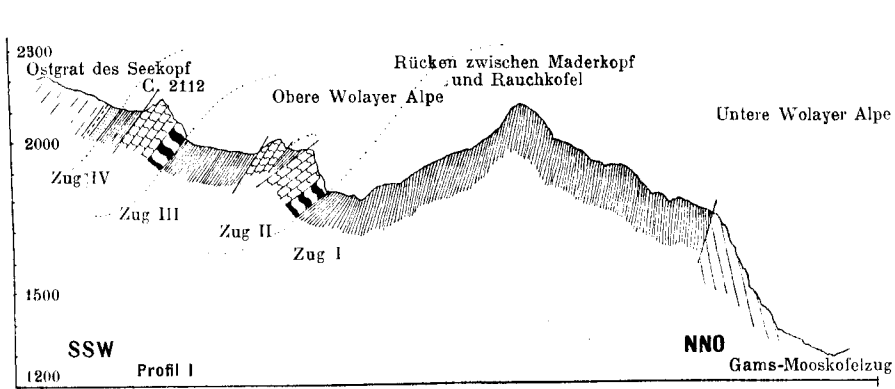 2300
Ostgrat des Seekopf
C. 2112
Obere Wolayer Alpe
Rücken zwischen Maderkopf
und Rauchkofel
Untere Wolayer Alpe
2000
Zug IV
Zug III
Zug II
Zug I
1500
SSW
NNO
Profil I
Gams-Mooskofelzug
1200